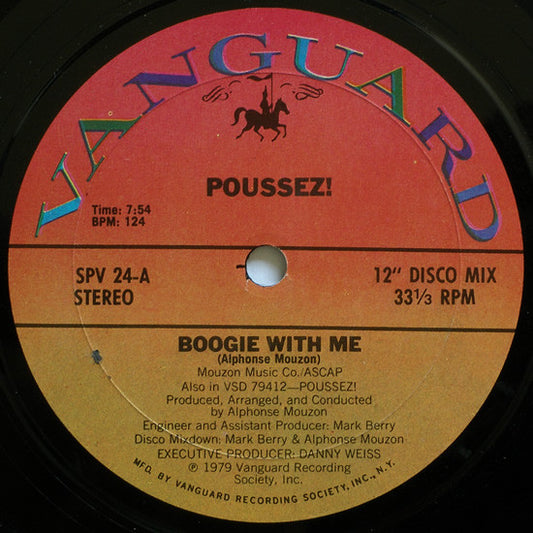 VANGUARD
POUSSEZ!
Time: 7:54
BPM: 124
SPV 24-A
STEREO
12" DISCO MIX
33⅓ RPM
BOOGIE WITH ME
(Alphonse Mouzon)
Mouzon Music Co./ASCAP
Also in VSD 79412—POUSSEZ!
Produced, Arranged, and Conducted
by Alphonse Mouzon
Engineer and Assistant Producer: Mark Berry
Disco Mixdown: Mark Berry & Alphonse Mouzon
EXECUTIVE PRODUCER: DANNY WEISS
℗ 1979 Vanguard Recording
Society, Inc.
MFG. BY VANGUARD RECORDING SOCIETY, INC., N.Y.